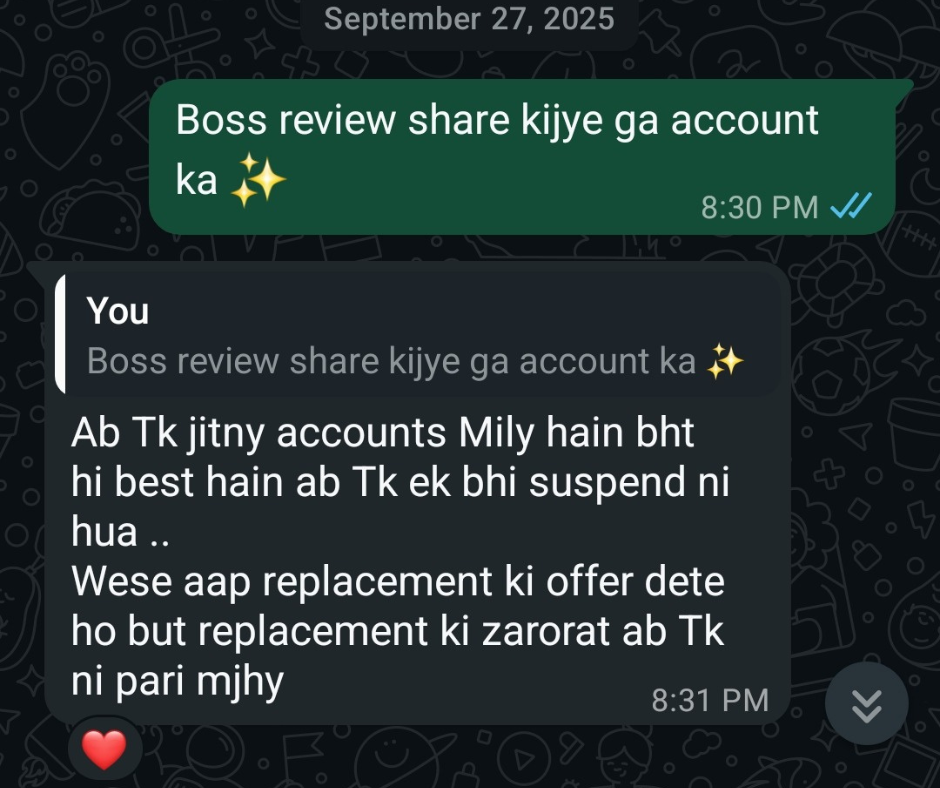 September 27, 2025
Boss review share kijye ga account
ka ✨
8:30 PM
You
Boss review share kijye ga account ka ✨
Ab Tk jitny accounts Mily hain bht
hi best hain ab Tk ek bhi suspend ni
hua ..
Wese aap replacement ki offer dete
ho but replacement ki zarorat ab Tk
ni pari mjhy
8:31 PM